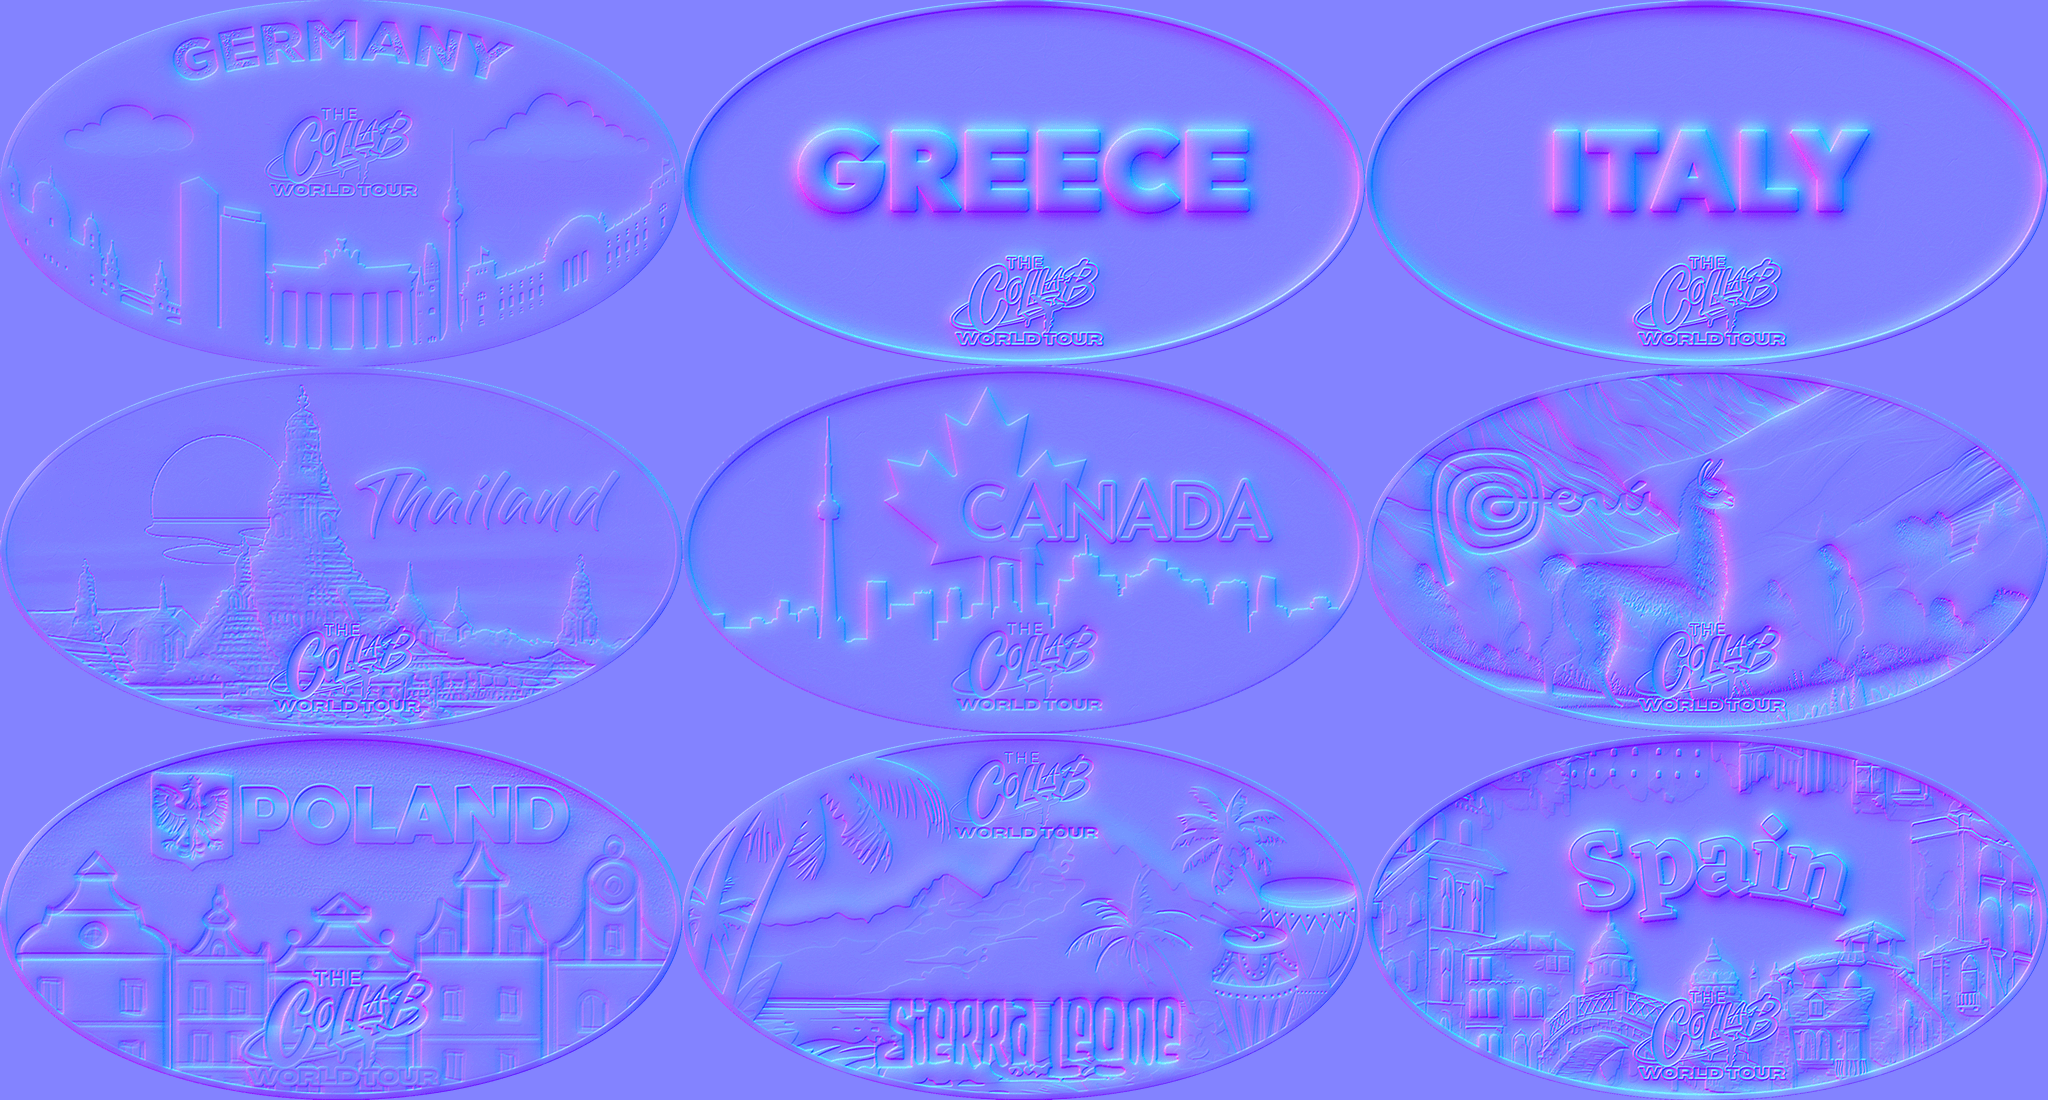 GERMANY
THE
COLLAB
WORLD TOUR
GREECE
THE
COLLAB
WORLD TOUR
ITALY
THE
COLLAB
WORLD TOUR
Thailand
THE
COLLAB
WORLD TOUR
CANADA
THE
COLLAB
WORLD TOUR
Perú
THE
COLLAB
WORLD TOUR
POLAND
THE
COLLAB
WORLD TOUR
THE
COLLAB
WORLD TOUR
Sierra Leone
Spain
THE
COLLAB
WORLD TOUR